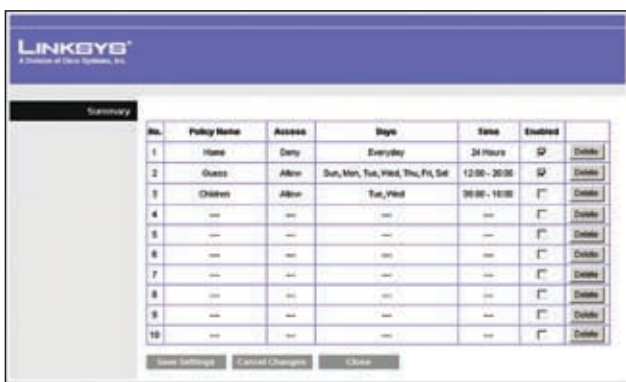 LINKSYS®
A Division of Cisco Systems, Inc.
Summary
No. Policy Name Access Days Time Enabled
1 Home Deny Everyday 24 Hours Delete
2 Guess Allow Sun, Mon, Tue, Wed, Thu, Fri, Sat 12:00 - 20:00 Delete
3 Children Allow Tue, Wed Delete
4 --- --- --- --- Delete
5 --- --- --- --- Delete
6 --- --- --- --- Delete
7 --- --- --- --- Delete
8 --- --- --- --- Delete
9 --- --- --- --- Delete
10 --- --- --- --- Delete
Save Settings Cancel Changes Close